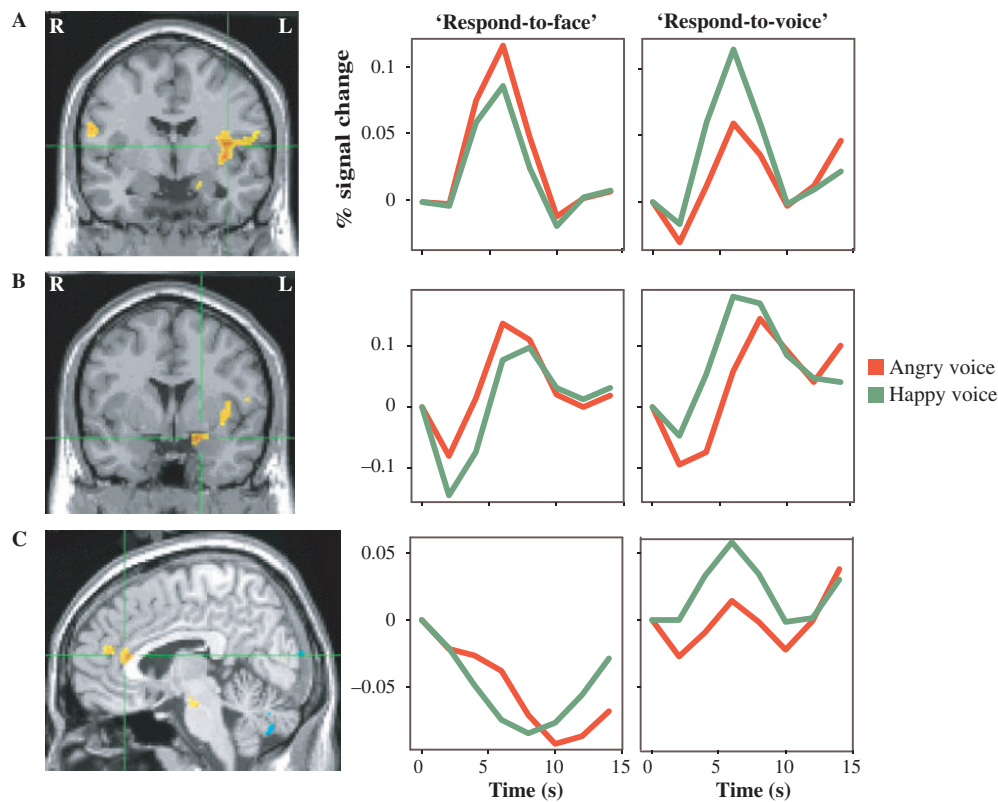 A
R L
'Respond-to-face'
'Respond-to-voice'
% signal change
0.1
0.05
0
B
R L
0.1
0
–0.1
Angry voice
Happy voice
C
0.05
0
–0.05
0 5 10 15
0 5 10 15
Time (s)
Time (s)